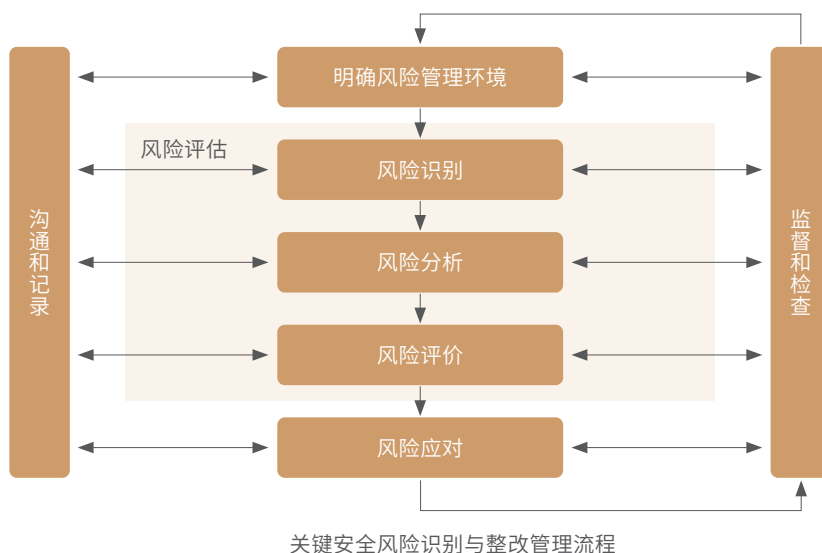 明确风险管理环境
风险评估
风险识别
沟通和记录
风险分析
监督和检查
风险评价
风险应对
关键安全风险识别与整改管理流程